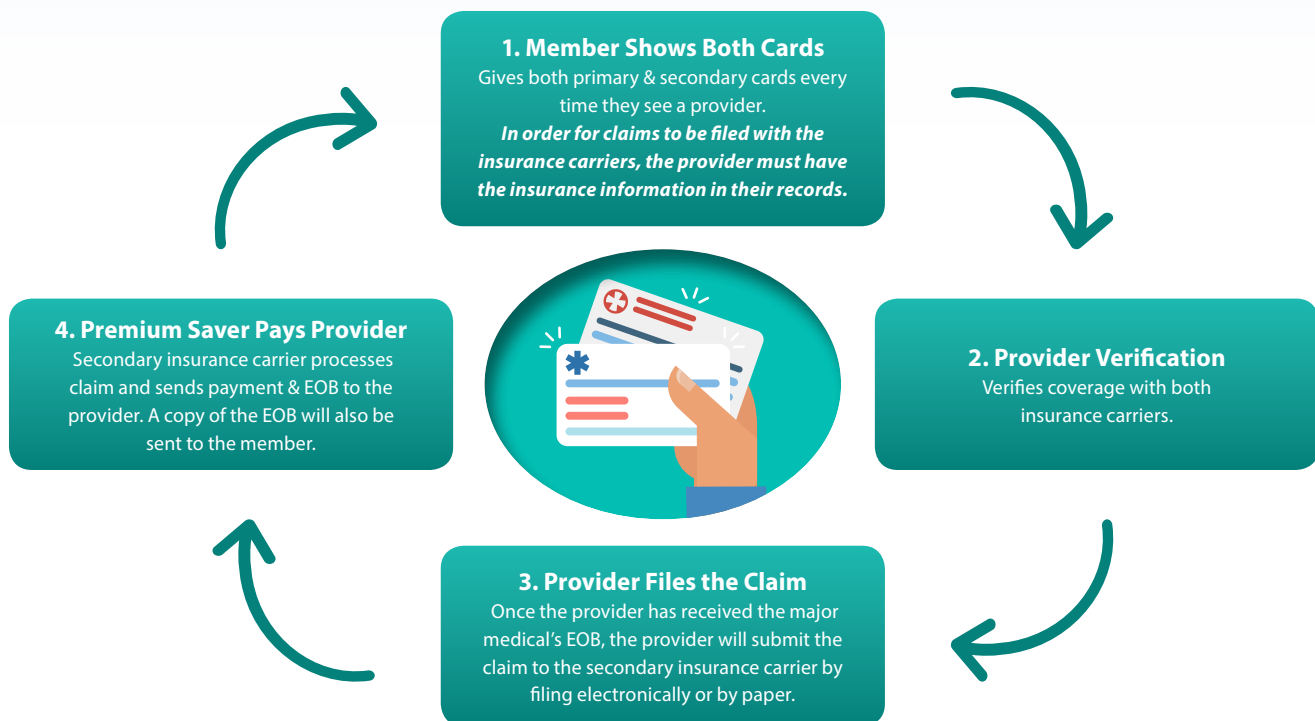 1. Member Shows Both Cards
Gives both primary & secondary cards every
time they see a provider.
In order for claims to be filed with the
insurance carriers, the provider must have
the insurance information in their records.
2. Provider Verification
Verifies coverage with both
insurance carriers.
3. Provider Files the Claim
Once the provider has received the major
medical’s EOB, the provider will submit the
claim to the secondary insurance carrier by
filing electronically or by paper.
4. Premium Saver Pays Provider
Secondary insurance carrier processes
claim and sends payment & EOB to the
provider. A copy of the EOB will also be
sent to the member.